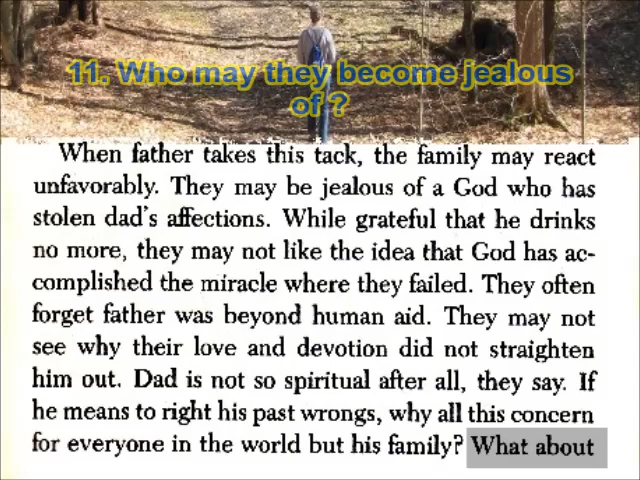 11. Who may they become jealous
of ?
When father takes this tack, the family may react
unfavorably. They may be jealous of a God who has
stolen dad's affections. While grateful that he drinks
no more, they may not like the idea that God has ac-
complished the miracle where they failed. They often
forget father was beyond human aid. They may not
see why their love and devotion did not straighten
him out. Dad is not so spiritual after all, they say. If
he means to right his past wrongs, why all this concern
for everyone in the world but his family? What about